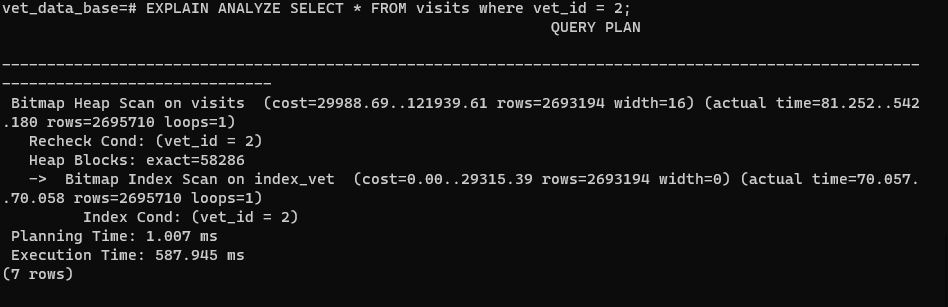 vet_data_base=# EXPLAIN ANALYZE SELECT * FROM visits where vet_id = 2;
QUERY PLAN
------------------------------------------------------------------------------------------------------
------------------------------
Bitmap Heap Scan on visits  (cost=29988.69..121939.61 rows=2693194 width=16) (actual time=81.252..542
.180 rows=2695710 loops=1)
Recheck Cond: (vet_id = 2)
Heap Blocks: exact=58286
->  Bitmap Index Scan on index_vet  (cost=0.00..29315.39 rows=2693194 width=0) (actual time=70.057.
.70.058 rows=2695710 loops=1)
Index Cond: (vet_id = 2)
Planning Time: 1.007 ms
Execution Time: 587.945 ms
(7 rows)